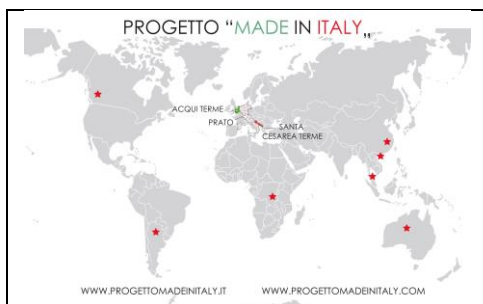 PROGETTO “MADE IN ITALY„
ACQUI TERME
PRATO
SANTA
CESAREA TERME
WWW.PROGETTOMADEINITALY.IT
WWW.PROGETTOMADEINITALY.COM